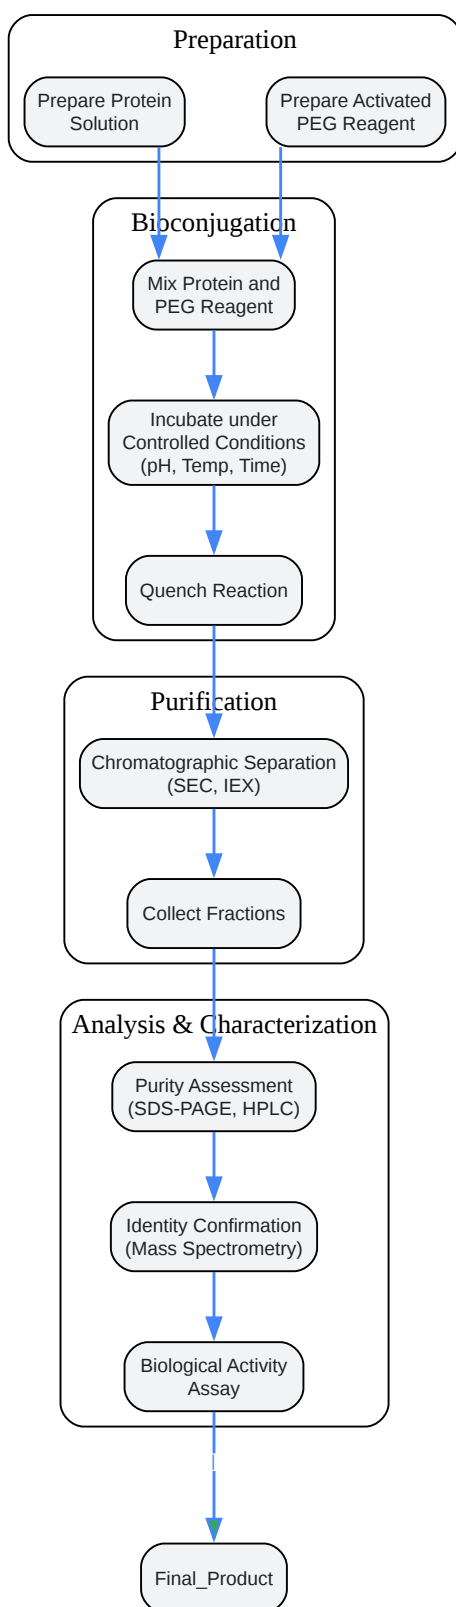 Preparation
Prepare Protein
Solution
Prepare Activated
PEG Reagent
Bioconjugation
Mix Protein and
PEG Reagent
Incubate under
Controlled Conditions
(pH, Temp, Time)
Quench Reaction
Purification
Chromatographic Separation
(SEC, IEX)
Collect Fractions
Analysis & Characterization
Purity Assessment
(SDS-PAGE, HPLC)
Identity Confirmation
(Mass Spectrometry)
Biological Activity
Assay
Final_Product